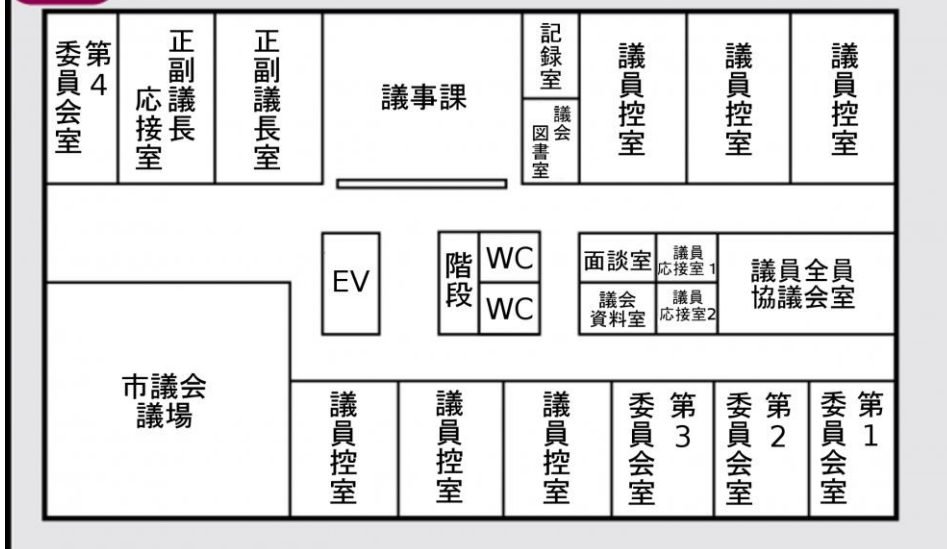 第4
委員会室
正副議長
応接室
正副議長室
議事課
記録室
議会
図書室
議員控室
議員控室
議員控室
EV
階段
WC
WC
面談室
議員
応接室1
議会
資料室
議員
応接室2
議員全員
協議会室
市議会
議場
議員控室
議員控室
議員控室
第3
委員会室
第2
委員会室
第1
委員会室